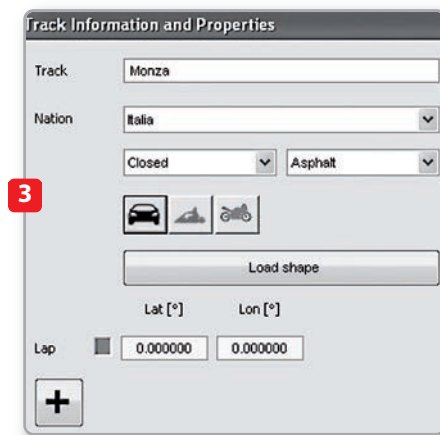 Track Information and Properties
Track Monza
Nation Italia
Closed Asphalt
3
Load shape
Lat [°] Lon [°]
Lap 0.000000 0.000000
+